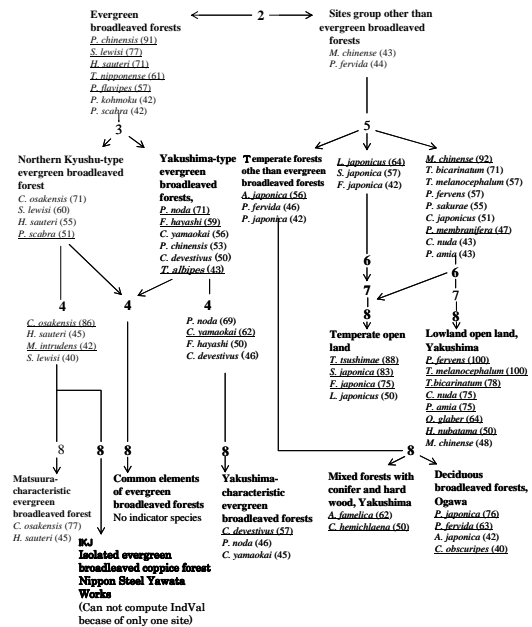 Evergreen
broadleaved forests
P. chinensis (91)
S. lewisi (77)
H. sauteri (71)
T. nipponense (61)
P. flavipes (57)
P. kohmoku (42)
P. scabra (42)
2
Sites group other than
evergreen broadleaved
forests
M. chinense (43)
P. fervida (44)
3
5
Northern Kyushu-type
evergreen broadleaved
forest
C. osakensis (71)
S. lewisi (60)
H. sauteri (55)
P. scabra (51)
Yakushima-type
evergreen
broadleaved
forests,
P. noda (71)
F. hayashi (59)
C. yamaokai (56)
P. chinensis (53)
C. devestivus (50)
T. albipes (43)
Temperate forests
othe than evergreen
broadleaved forests
A. japonica (56)
P. fervida (46)
P. japonica (42)
L. japonicus (64)
S. japonica (57)
F. japonica (42)
M. chinense (92)
T. bicarinatum (71)
T. melanocephalum (57)
P. fervens (57)
P. sakurae (55)
C. japonicus (51)
P. membranifera (47)
C. nuda (43)
P. amia (43)
6
7
8
6
7
8
4
4
4
C. osakensis (86)
H. sauteri (45)
M. intrudens (42)
S. lewisi (40)
P. noda (69)
C. yamaokai (62)
F. hayashi (50)
C. devestivus (46)
Temperate open
land
T. tsushimae (88)
S. japonica (83)
F. japonica (75)
L. japonicus (50)
Lowland open land,
Yakushima
P. fervens (100)
T. melanocephalum (100)
T.bicarinatum (78)
C. nuda (75)
P. amia (75)
O. glaber (64)
H. nubatama (50)
M. chinense (48)
8
8
8
8
8
Matsuura-
characteristic
evergreen
broadleaved forest
C. osakensis (77)
H. sauteri (45)
Common elements
of evergreen
broadleaved forests
No indicator species
Yakushima-
characteristic
evergreen
broadleaved forests
C. devestivus (57)
P. noda (46)
C. yamaokai (45)
Mixed forests with
conifer and hard
wood, Yakushima
A. famelica (62)
C. hemichlaena (50)
Deciduous
broadleaved forests,
Ogawa
P. japonica (76)
P. fervida (63)
A. japonica (42)
C. obscuripes (40)
IKJ
Isolated evergreen
broadleaved coppice forest
Nippon Steel Yawata
Works
(Can not compute IndVal
becase of only one site)